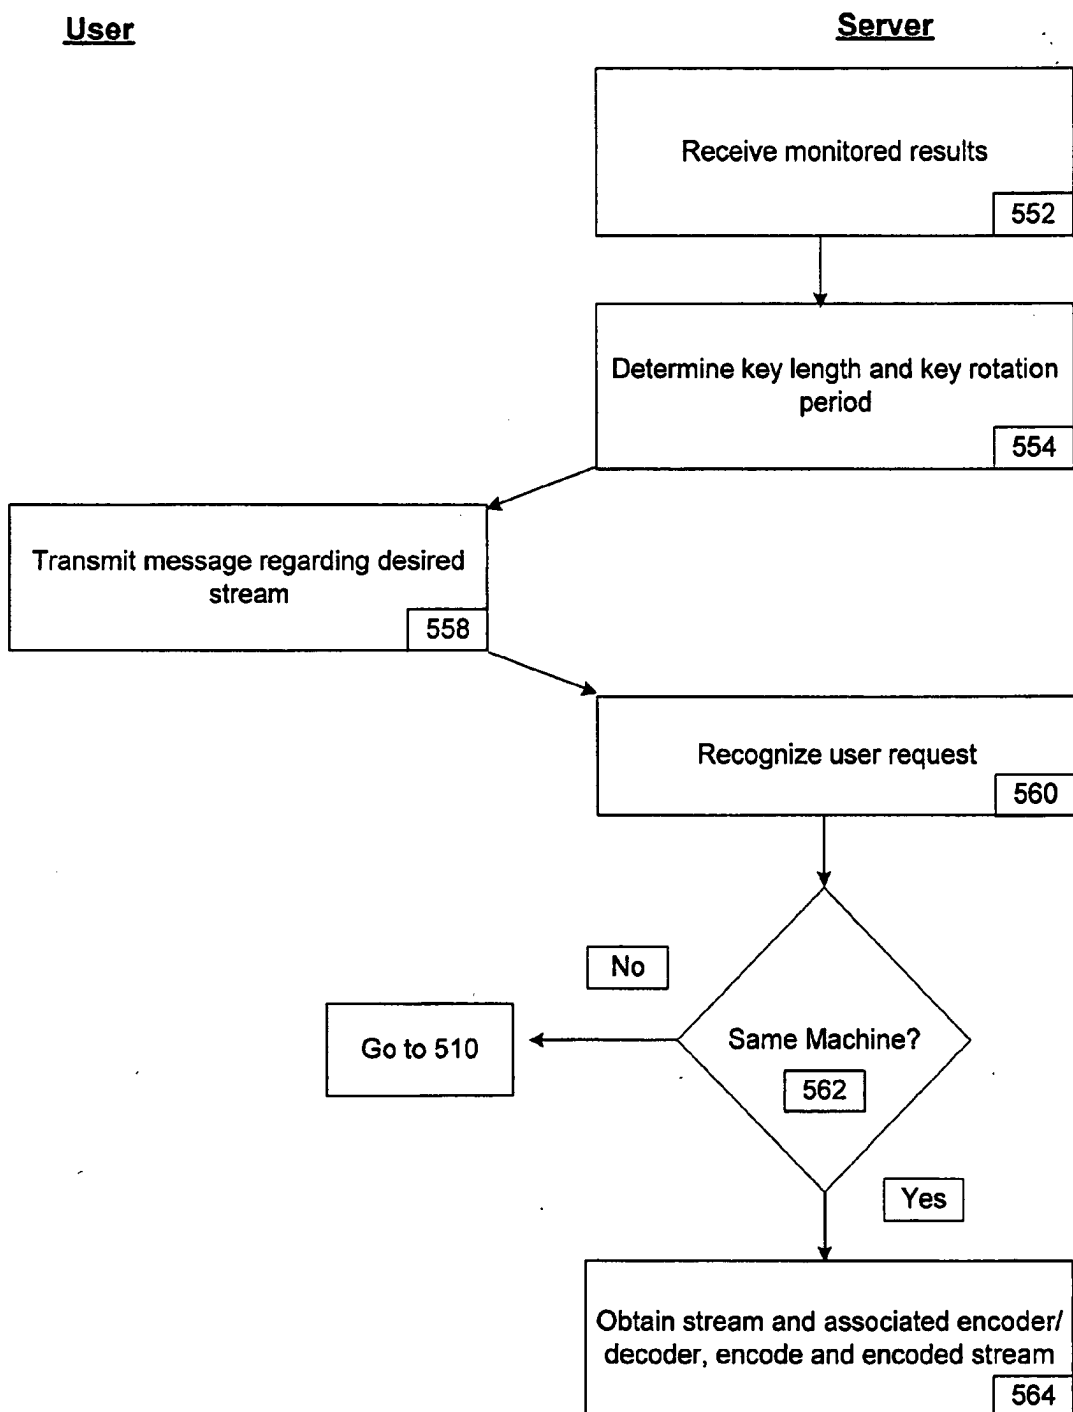 User
Server
Receive monitored results
552
Determine key length and key rotation
period
554
Transmit message regarding desired
stream
558
Recognize user request
560
No
Go to 510
Same Machine?
562
Yes
Obtain stream and associated encoder/
decoder, encode and encoded stream
564